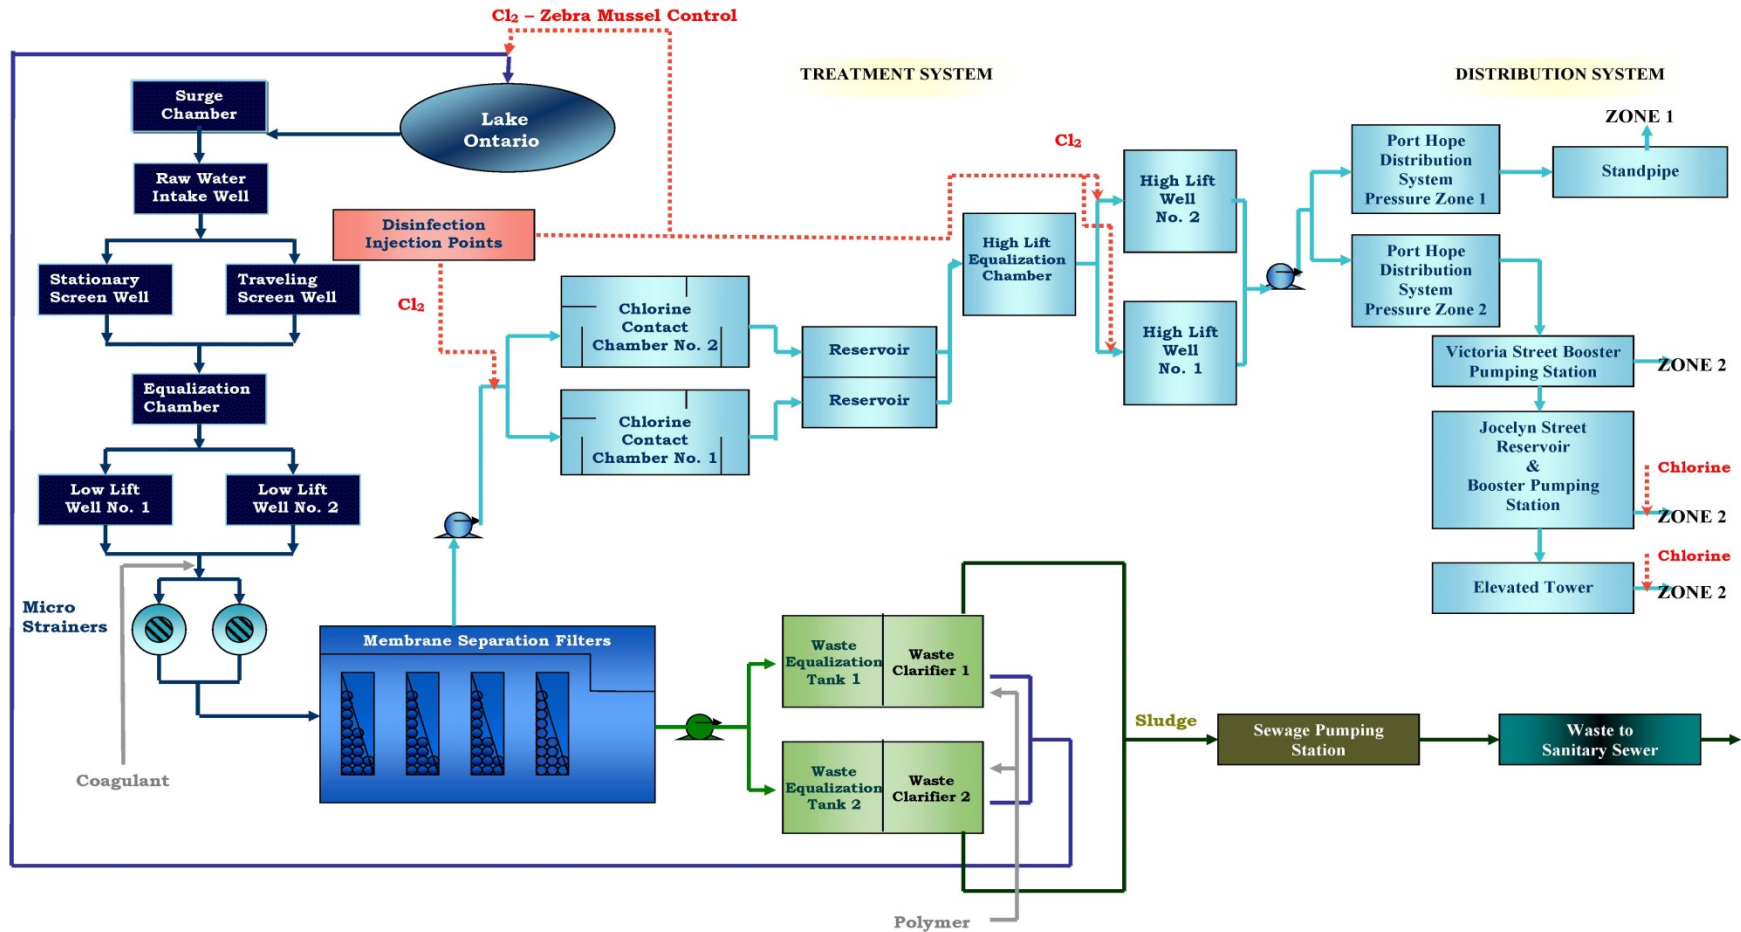 Cl₂ – Zebra Mussel Control
TREATMENT SYSTEM
DISTRIBUTION SYSTEM
Surge
Chamber
Lake
Ontario
Raw Water
Intake Well
Stationary
Screen Well
Traveling
Screen Well
Equalization
Chamber
Low Lift
Well No. 1
Low Lift
Well No. 2
Micro
Strainers
Coagulant
Disinfection
Injection Points
Cl₂
Membrane Separation Filters
Chlorine
Contact
Chamber No. 2
Chlorine
Contact
Chamber No. 1
Reservoir
Reservoir
High Lift
Equalization
Chamber
Cl₂
High Lift
Well
No. 2
High Lift
Well
No. 1
Port Hope
Distribution
System
Pressure Zone 1
Standpipe
ZONE 1
Port Hope
Distribution
System
Pressure Zone 2
Victoria Street Booster
Pumping Station
ZONE 2
Jocelyn Street
Reservoir
&
Booster Pumping
Station
Chlorine
ZONE 2
Elevated Tower
Chlorine
ZONE 2
Waste
Equalization
Tank 1
Waste
Clarifier 1
Waste
Equalization
Tank 2
Waste
Clarifier 2
Polymer
Sludge
Sewage Pumping
Station
Waste to
Sanitary Sewer